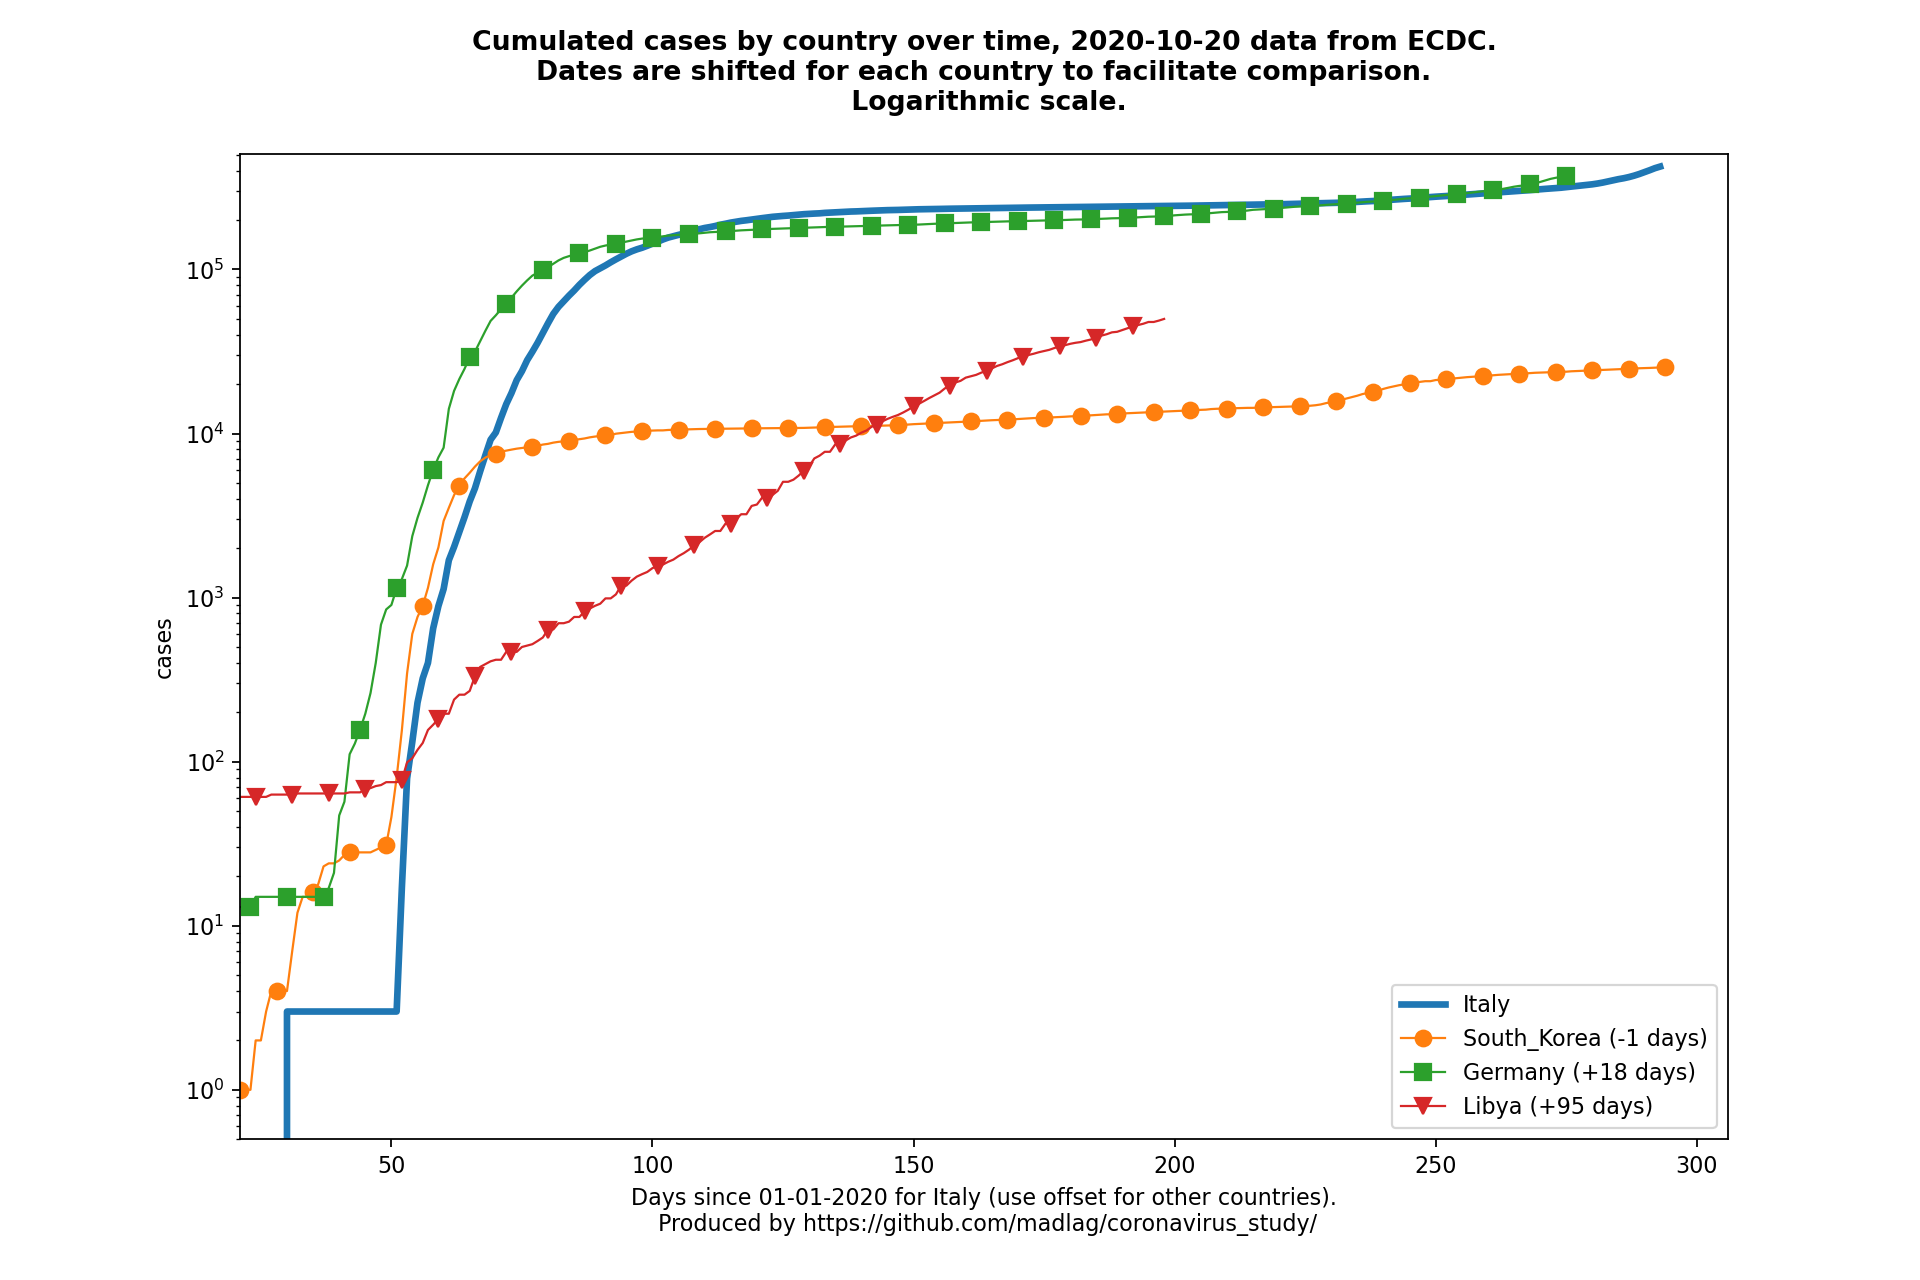 Cumulated cases by country over time, 2020-10-20 data from ECDC.
Dates are shifted for each country to facilitate comparison.
Logarithmic scale.
10^5
10^4
10^3
10^2
10^1
10^0
cases
50 100 150 200 250 300
Italy
South_Korea (-1 days)
Germany (+18 days)
Libya (+95 days)
Days since 01-01-2020 for Italy (use offset for other countries).
Produced by https://github.com/madlag/coronavirus_study/